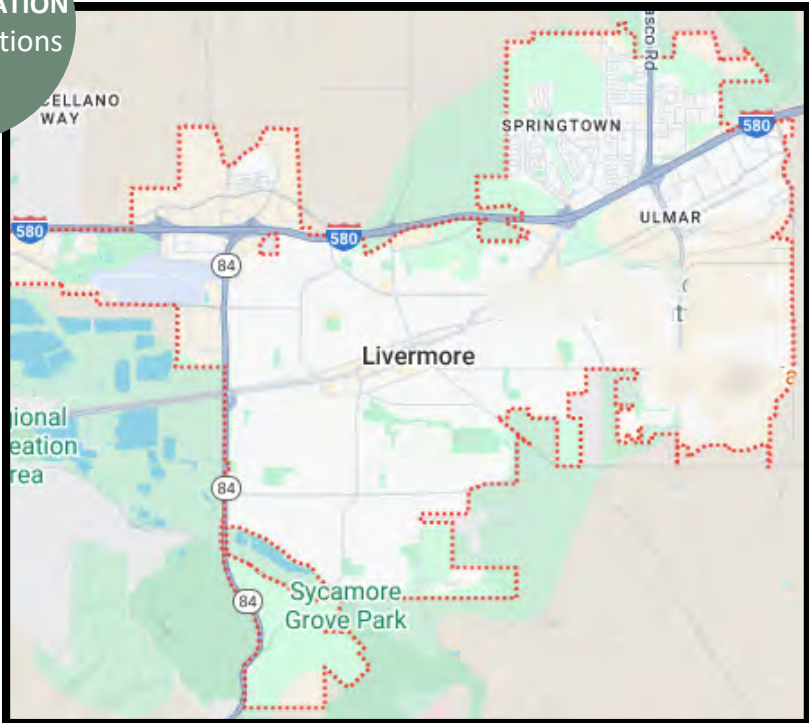 ATION
tions
CELLANO
WAY
asco Rd
SPRINGTOWN
580
580
ULMAR
580
84
Livermore
gional
eation
rea
84
84
Sycamore
Grove Park